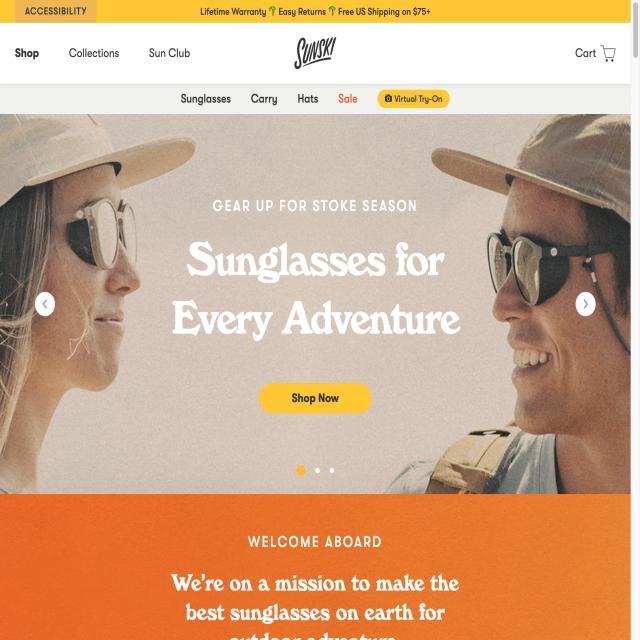 ACCESSIBILITY
Lifetime Warranty 🌴 Easy Returns 🌴 Free US Shipping on $75+
Shop
Collections
Sun Club
SUNSKI
Cart
Sunglasses
Carry
Hats
Sale
Virtual Try-On
GEAR UP FOR STOKE SEASON
Sunglasses for
Every Adventure
Shop Now
WELCOME ABOARD
We're on a mission to make the
best sunglasses on earth for
outdoor adventure